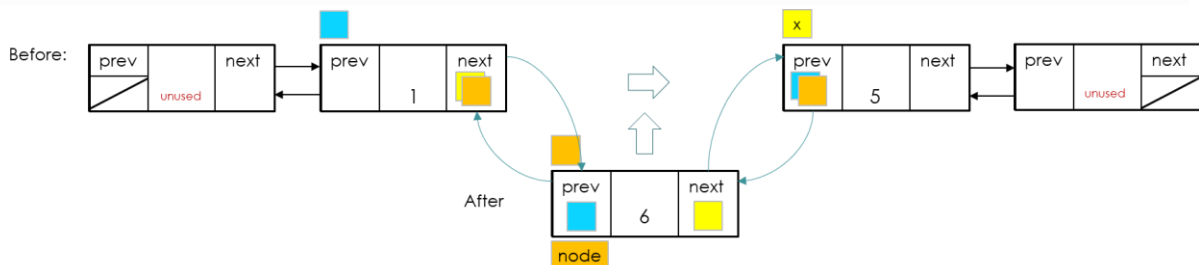 x
Before:
prev next prev next prev next prev next
unused 1 5 unused
After
prev next
6
node